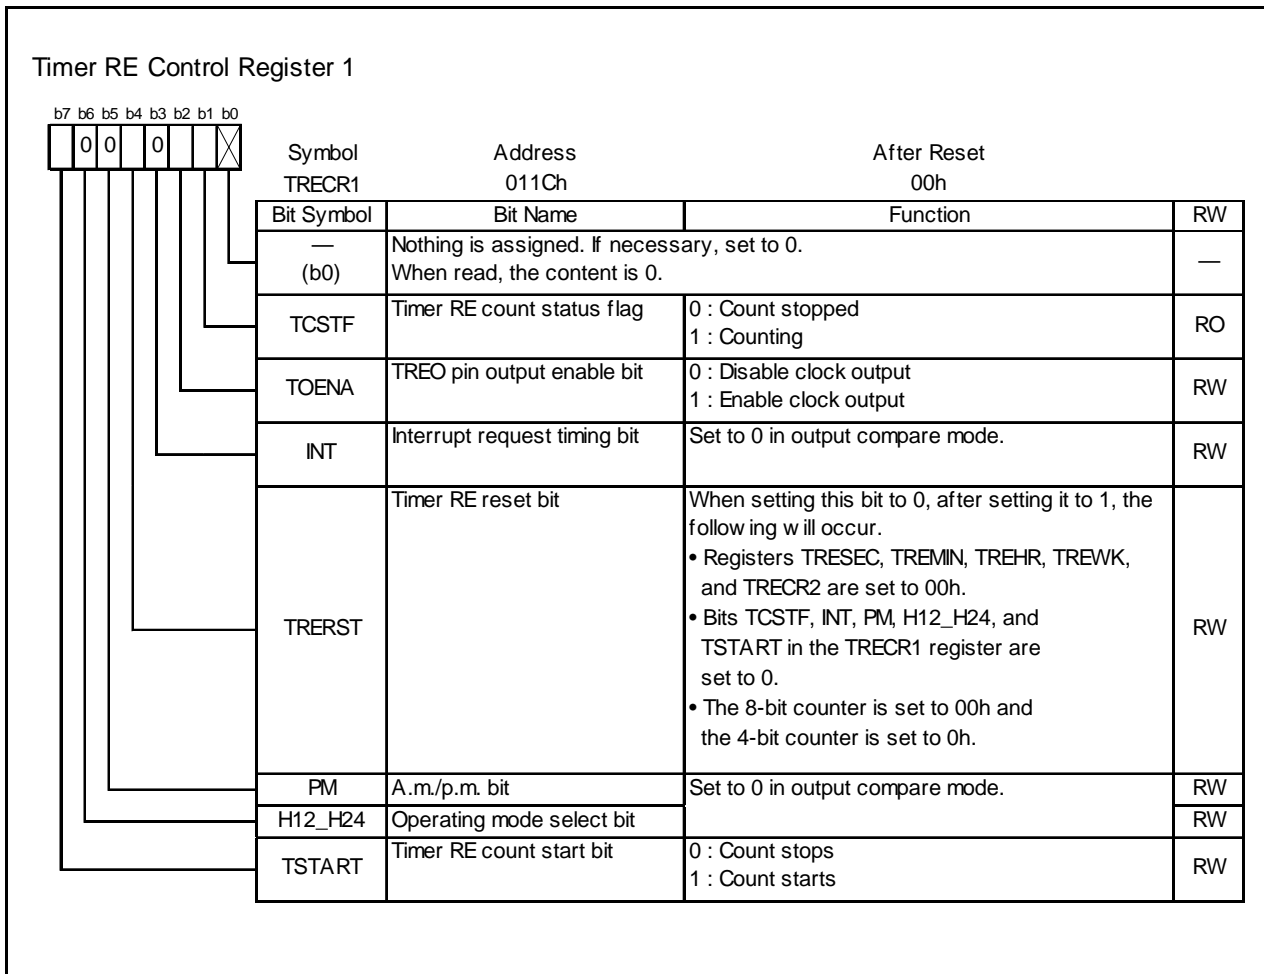 Timer RE Control Register 1
b7 b6 b5 b4 b3 b2 b1 b0
0 0 0
Symbol Address After Reset
TRECR1 011Ch 00h
Bit Symbol Bit Name Function RW
—
(b0)
Nothing is assigned. If necessary, set to 0.
When read, the content is 0.
—
TCSTF
Timer RE count status flag
0 : Count stopped
1 : Counting
RO
TOENA
TREO pin output enable bit
0 : Disable clock output
1 : Enable clock output
RW
INT
Interrupt request timing bit
Set to 0 in output compare mode.
RW
TRERST
Timer RE reset bit
When setting this bit to 0, after setting it to 1, the
following will occur.
• Registers TRESEC, TREMIN, TREHR, TREWK,
and TRECR2 are set to 00h.
• Bits TCSTF, INT, PM, H12_H24, and
TSTART in the TRECR1 register are
set to 0.
• The 8-bit counter is set to 00h and
the 4-bit counter is set to 0h.
RW
PM A.m./p.m. bit Set to 0 in output compare mode. RW
H12_H24 Operating mode select bit RW
TSTART
Timer RE count start bit
0 : Count stops
1 : Count starts
RW